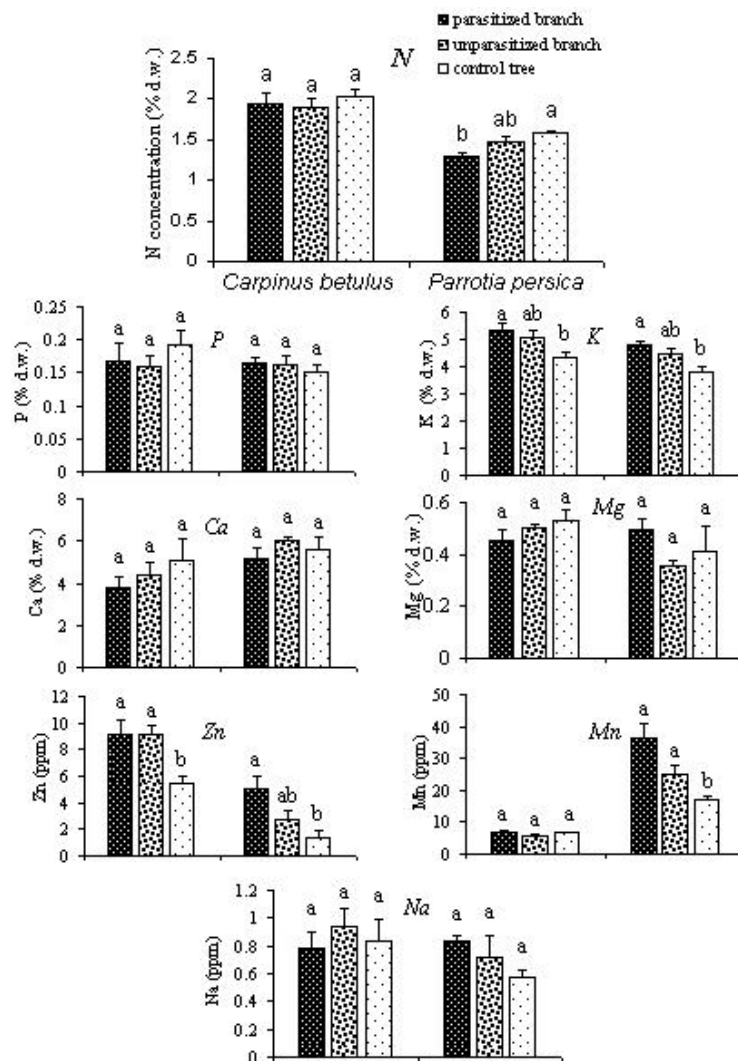 parasitized branch
unparasitized branch
control tree
N
N concentration (% d.w.)
2.5
2
1.5
1
0.5
0
a a a b ab a
Carpinus betulus Parrotia persica
P
P (% d.w.)
0.25
0.2
0.15
0.1
0.05
0
a a a a a a
K
K (% d.w.)
6
5
4
3
2
1
0
a ab b a ab b
Ca
Ca (% d.w.)
8
6
4
2
0
a a a a a a
Mg
Mg (% d.w.)
0.6
0.4
0.2
0
a a a a a a
Zn
Zn (ppm)
12
10
8
6
4
2
0
a a b a ab b
Mn
Mn (ppm)
50
40
30
20
10
0
a a a a a b
Na
Na (ppm)
1.2
1
0.8
0.6
0.4
0.2
0
a a a a a a